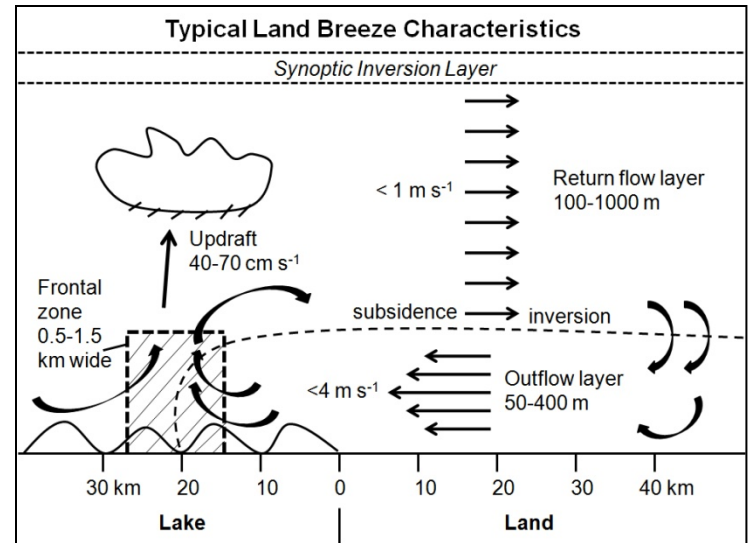 Typical Land Breeze Characteristics
Synoptic Inversion Layer
< 1 m s-1
Return flow layer
100-1000 m
Updraft
40-70 cm s-1
Frontal
zone
0.5-1.5
km wide
subsidence
inversion
<4 m s-1
Outflow layer
50-400 m
30 km
20
10
0
10
20
30
40 km
Lake
Land